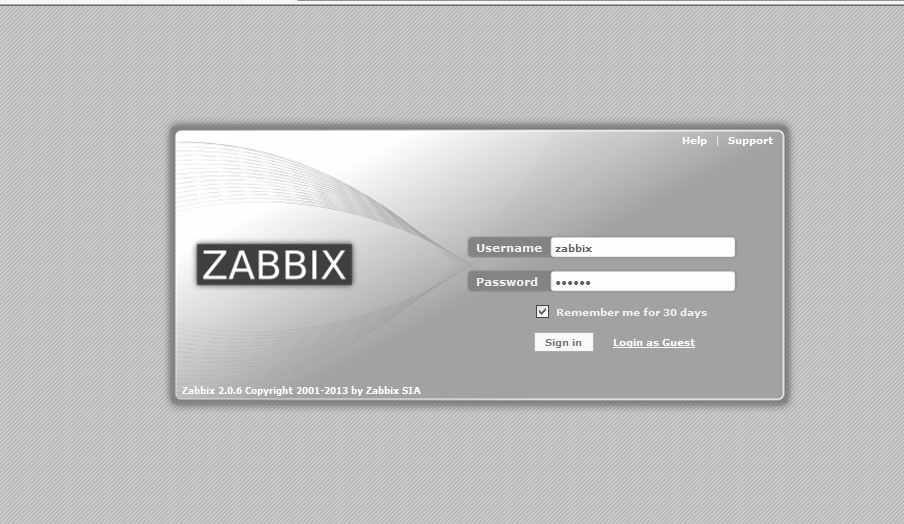 Help | Support
ZABBIX
Username zabbix
Password ••••••
Remember me for 30 days
Sign in Login as Guest
Zabbix 2.0.6 Copyright 2001-2013 by Zabbix SIA